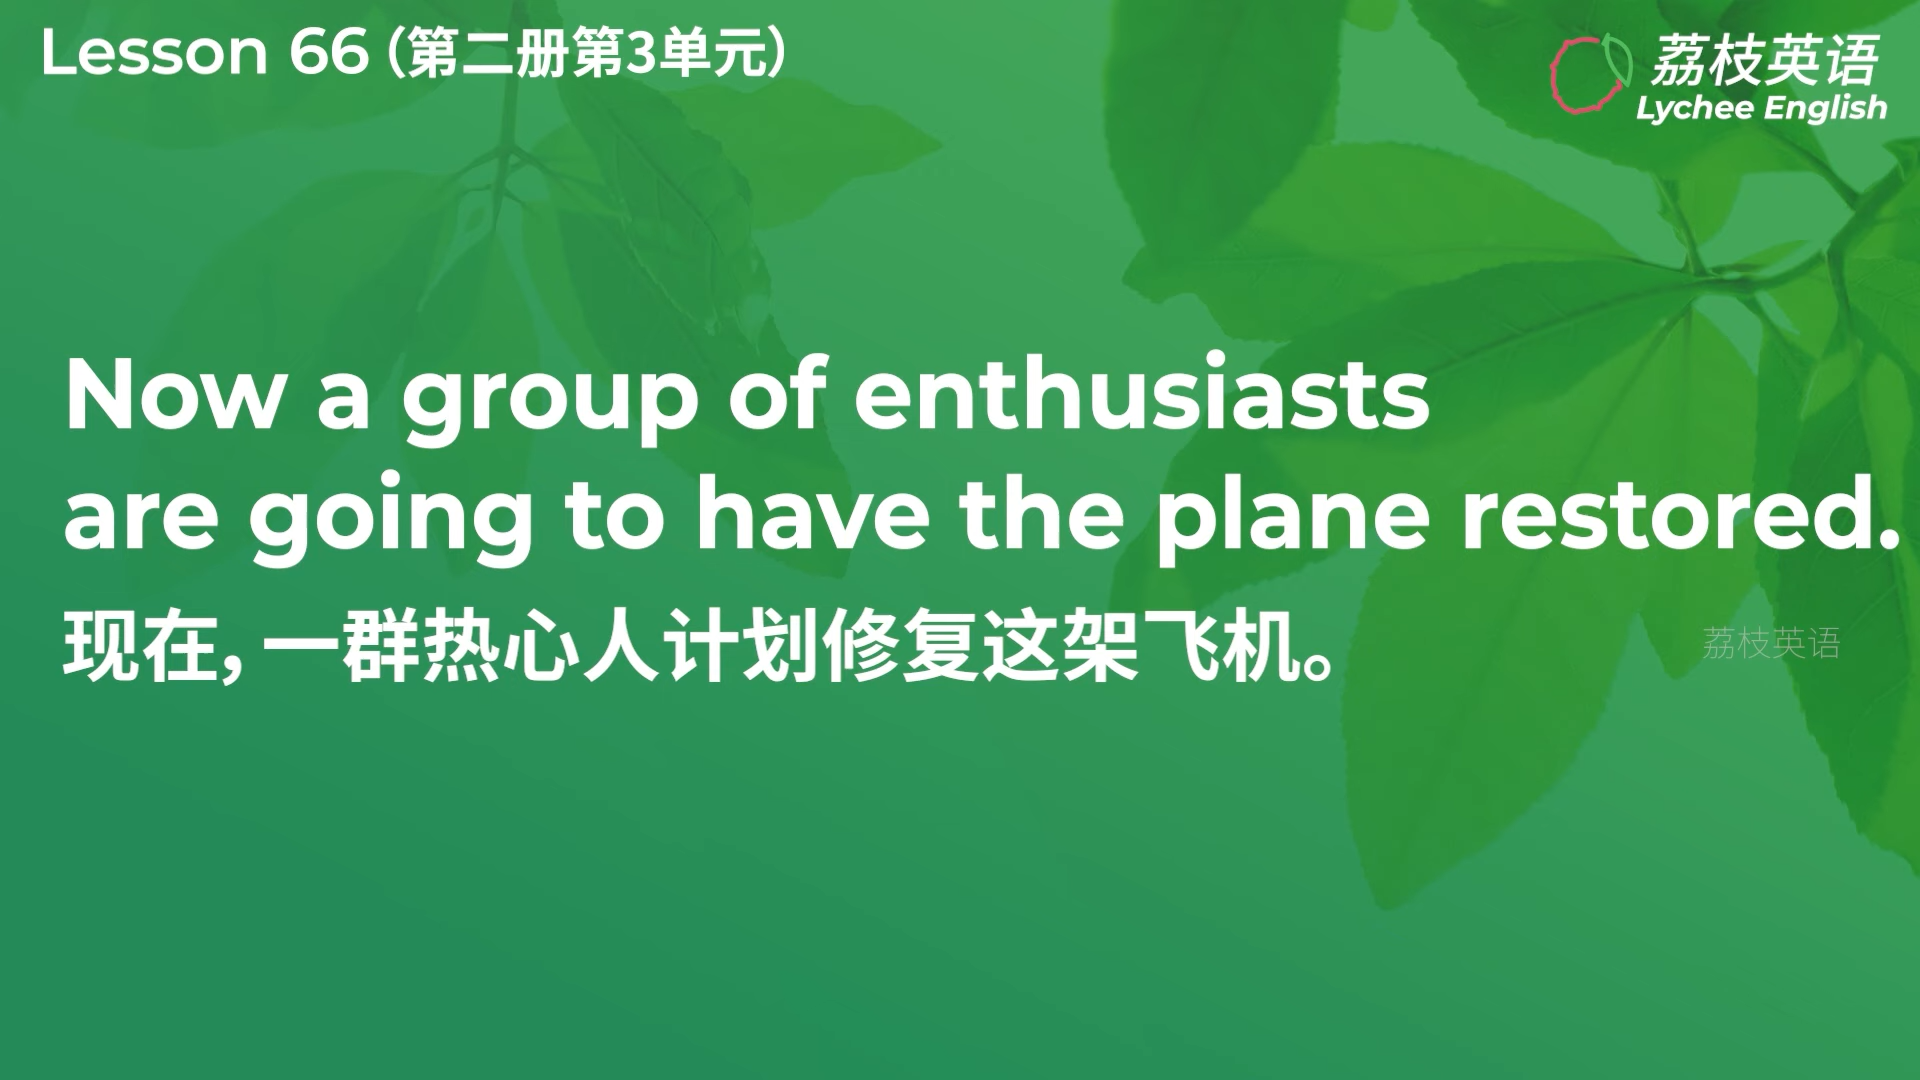 Lesson 66（第二册第3单元）
荔枝英语
Lychee English
Now a group of enthusiasts
are going to have the plane restored.
现在，一群热心人计划修复这架飞机。
荔枝英语